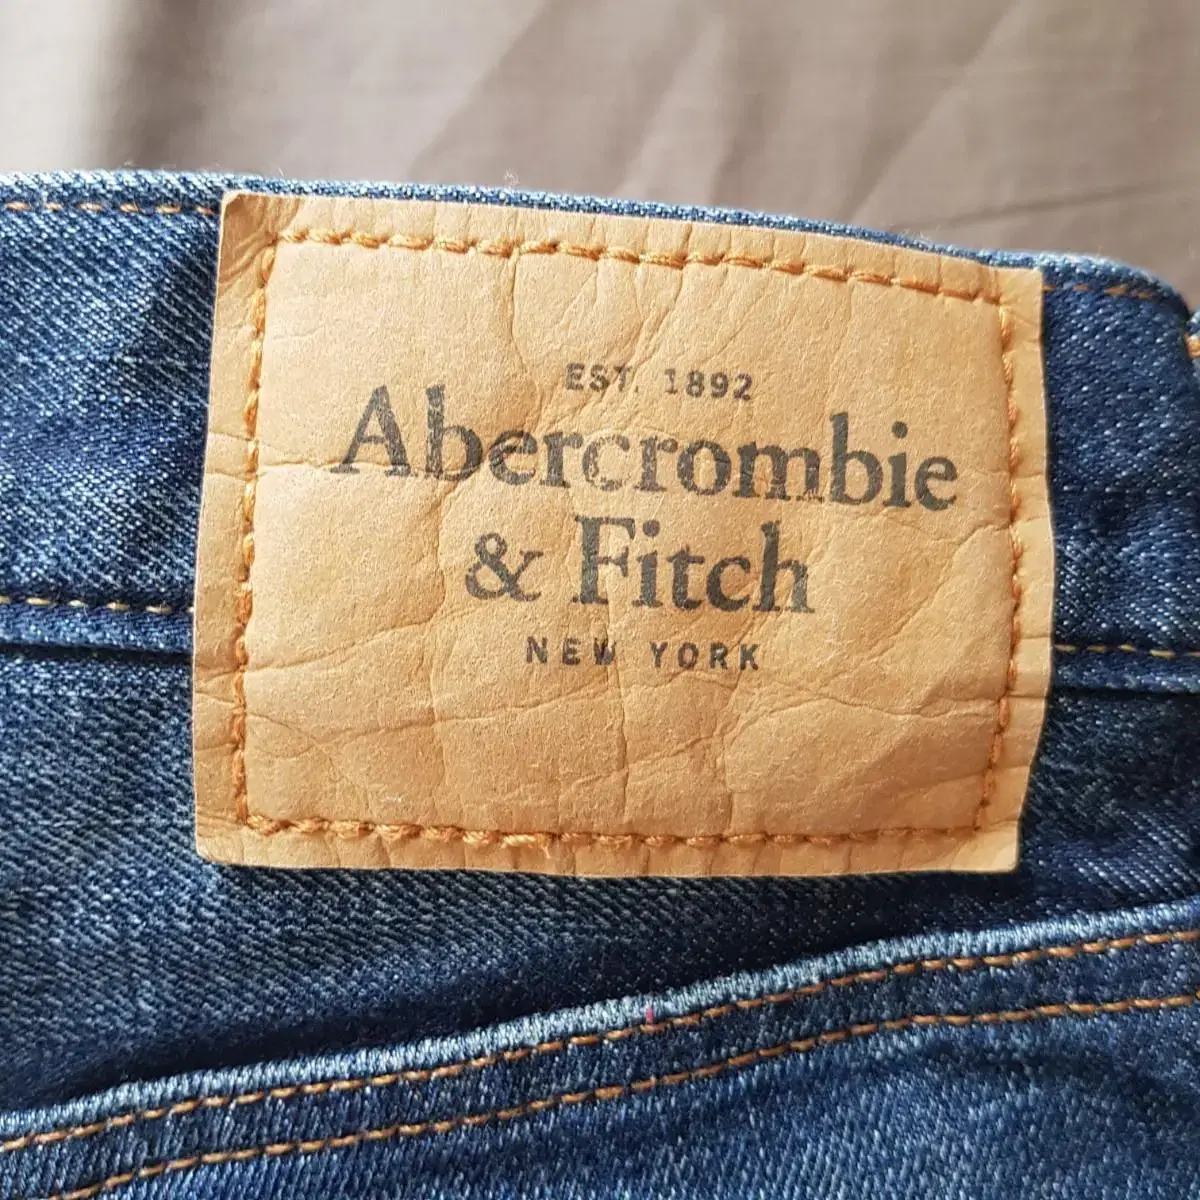 EST. 1892
Abercrombie
& Fitch
NEW YORK